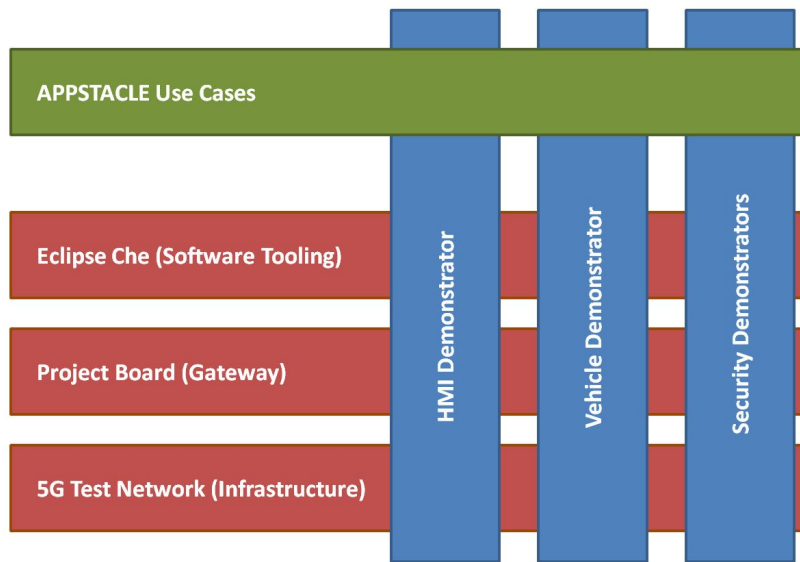 APPSTACLE Use Cases
Eclipse Che (Software Tooling)
Project Board (Gateway)
5G Test Network (Infrastructure)
HMI Demonstrator
Vehicle Demonstrator
Security Demonstrators